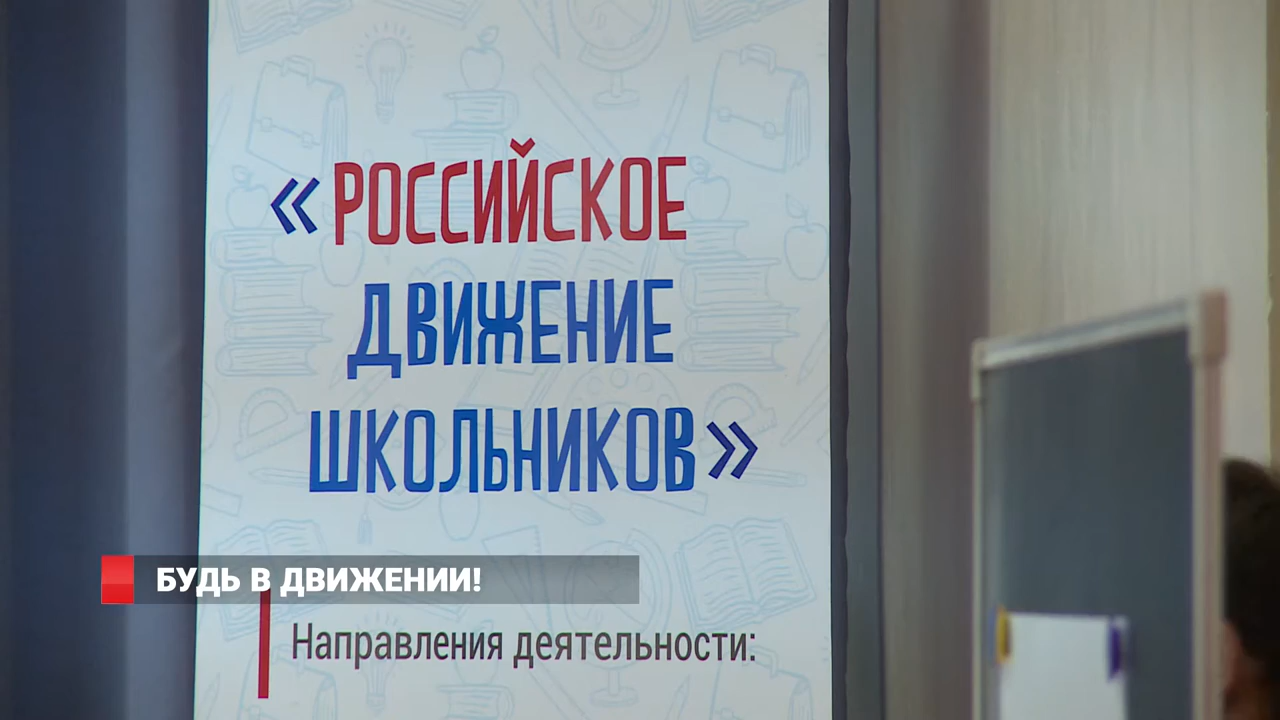 «РОССИЙСКОЕ
ДВИЖЕНИЕ
ШКОЛЬНИКОВ»
БУДЬ В ДВИЖЕНИИ!
Направления деятельности: